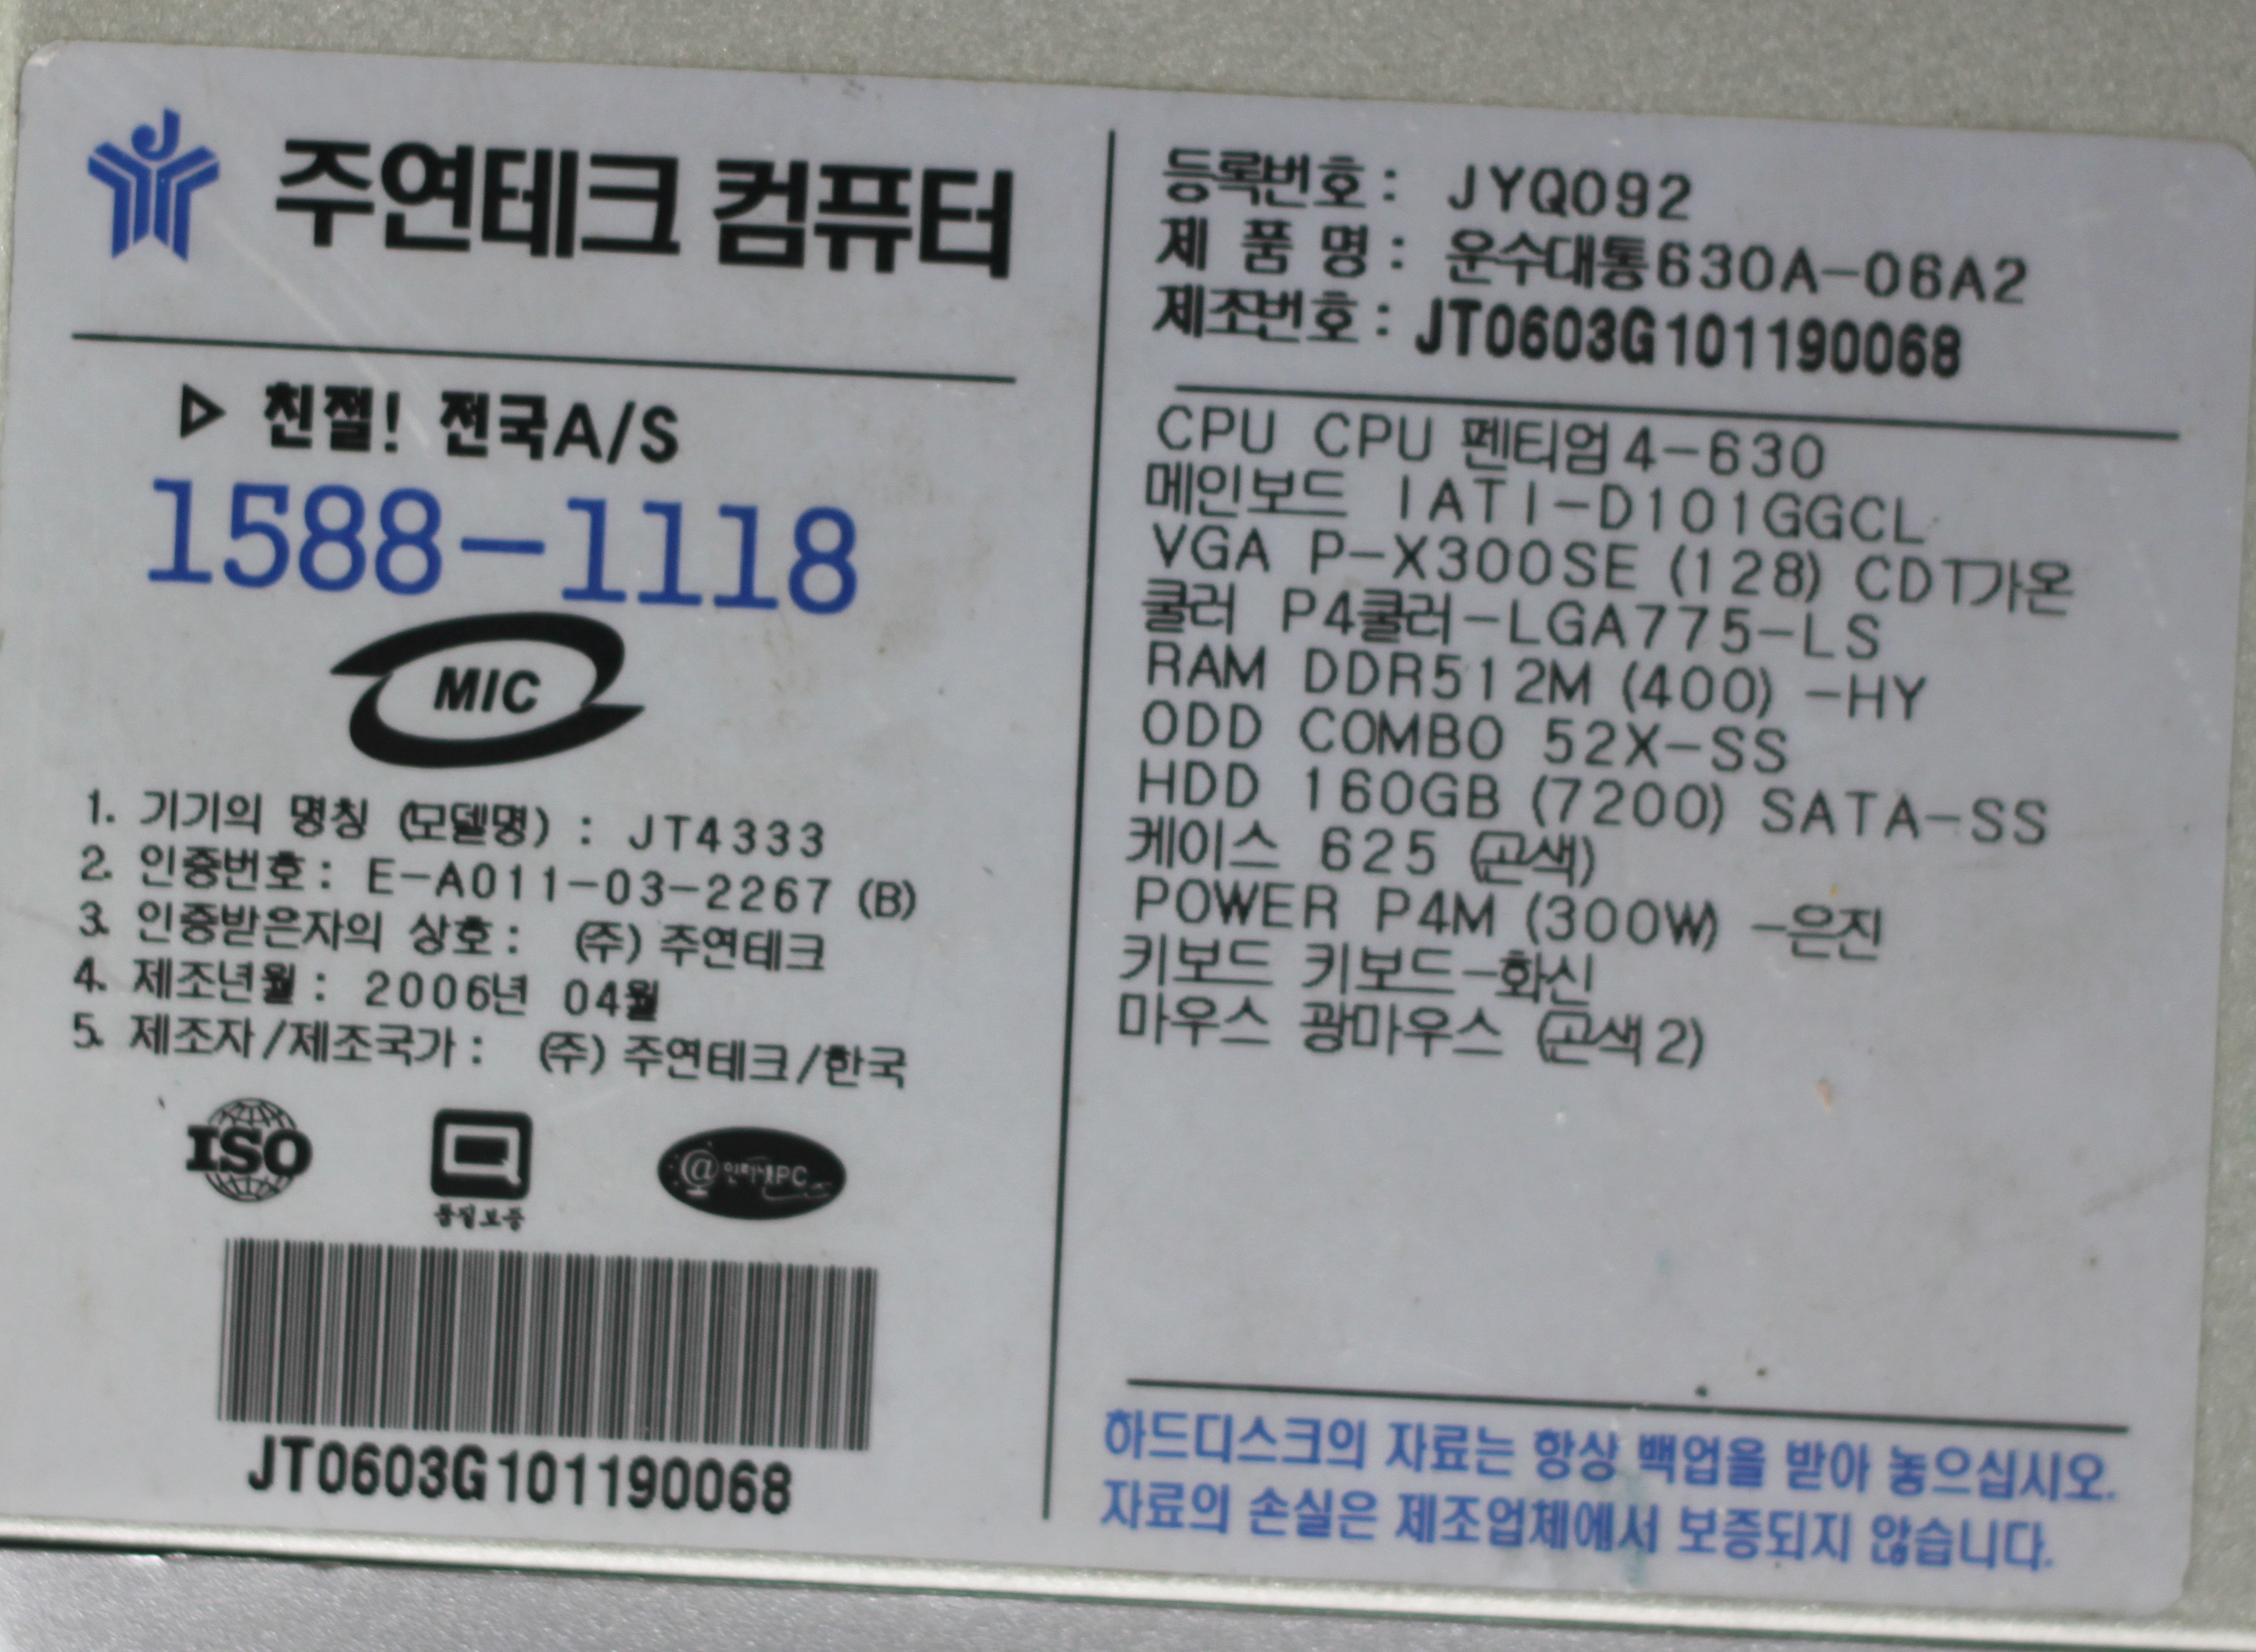 주연테크 컴퓨터
▷ 친절! 전국A/S
1588-1118
MIC
1. 기기의 명칭 (모델명) : JT4333
2. 인증번호 : E-A011-03-2267 (B)
3. 인증받은자의 상호 : (주) 주연테크
4. 제조년월 : 2006년 04월
5. 제조자/제조국가 : (주) 주연테크/한국
ISO
품질보증
@ 인터넷PC
JT0603G101190068
등록번호 : JYQ092
제 품 명 : 운수대통630A-06A2
제조번호 : JT0603G101190068
CPU CPU 펜티엄4-630
메인보드 IATI-D101GGCL
VGA P-X300SE (128) CDT가온
쿨러 P4쿨러-LGA775-LS
RAM DDR512M (400) -HY
ODD COMBO 52X-SS
HDD 160GB (7200) SATA-SS
케이스 625 (곤색)
POWER P4M (300W) -은진
키보드 키보드-화신
마우스 광마우스 (곤색2)
하드디스크의 자료는 항상 백업을 받아 놓으십시오.
자료의 손실은 제조업체에서 보증되지 않습니다.